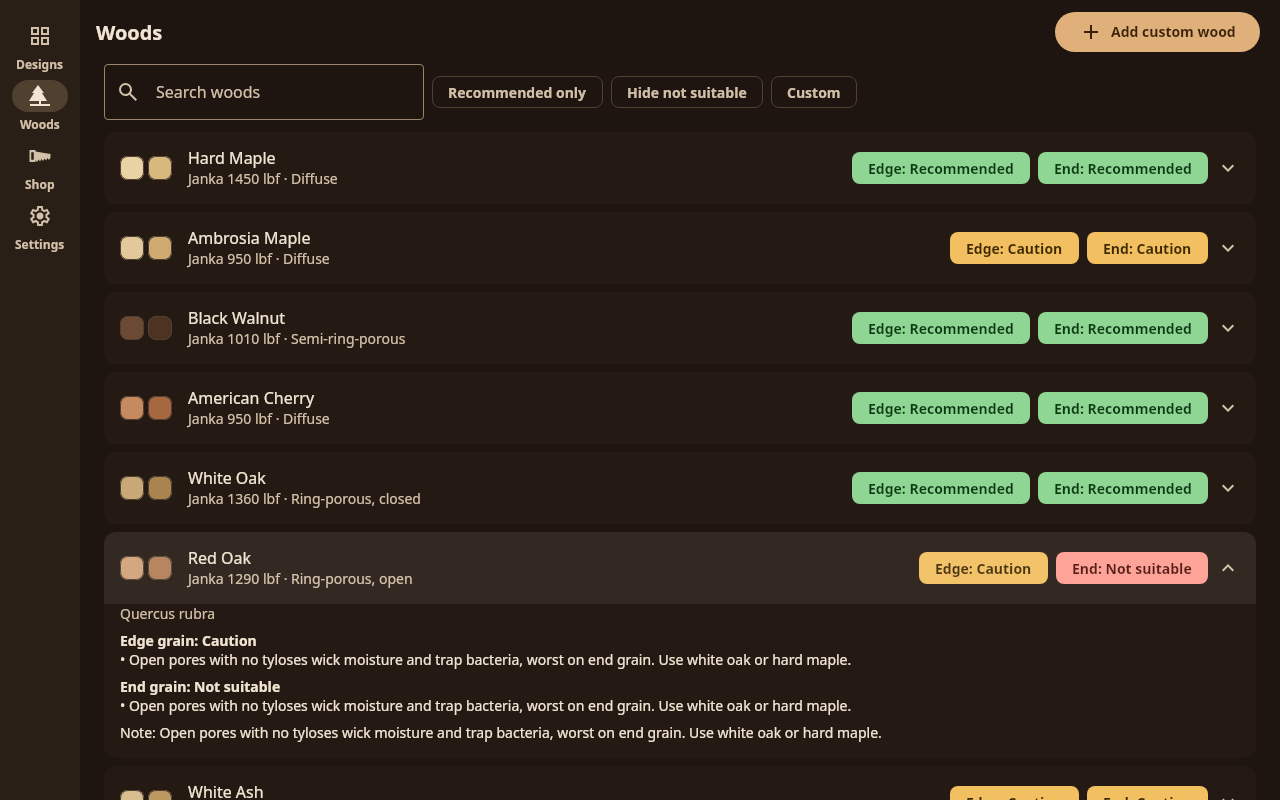 Designs
Woods
Shop
Settings
Woods
Add custom wood
Search woods
Recommended only
Hide not suitable
Custom
Hard Maple
Janka 1450 lbf · Diffuse
Edge: Recommended
End: Recommended
Ambrosia Maple
Janka 950 lbf · Diffuse
Edge: Caution
End: Caution
Black Walnut
Janka 1010 lbf · Semi-ring-porous
Edge: Recommended
End: Recommended
American Cherry
Janka 950 lbf · Diffuse
Edge: Recommended
End: Recommended
White Oak
Janka 1360 lbf · Ring-porous, closed
Edge: Recommended
End: Recommended
Red Oak
Janka 1290 lbf · Ring-porous, open
Edge: Caution
End: Not suitable
Quercus rubra
Edge grain: Caution
• Open pores with no tyloses wick moisture and trap bacteria, worst on end grain. Use white oak or hard maple.
End grain: Not suitable
• Open pores with no tyloses wick moisture and trap bacteria, worst on end grain. Use white oak or hard maple.
Note: Open pores with no tyloses wick moisture and trap bacteria, worst on end grain. Use white oak or hard maple.
White Ash
Edge: Caution
End: Caution